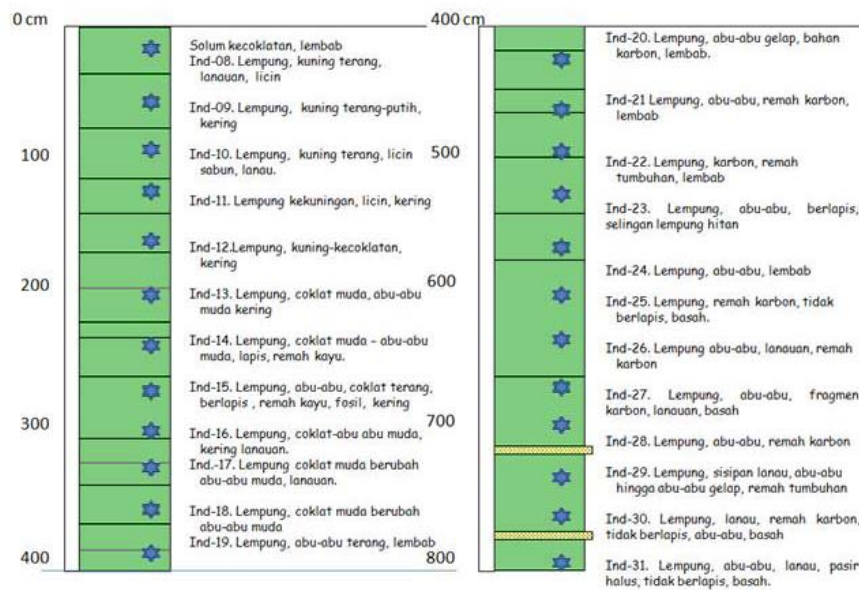 0 cm
Solum kecoklatan, lembab
Ind-08. Lempung, kuning terang,
lanauan, licin
Ind-09. Lempung, kuning terang-putih,
kering
100
Ind-10. Lempung, kuning terang, licin
sabun, lanau.
Ind-11. Lempung kekuningan, licin, kering
Ind-12.Lempung, kuning-kecoklatan,
kering
200
Ind-13. Lempung, coklat muda, abu-abu
muda kering
Ind-14. Lempung, coklat muda – abu-abu
muda, lapis, remah kayu.
Ind-15. Lempung, abu-abu, coklat terang,
berlapis , remah kayu, fosil, kering
300
Ind-16. Lempung, coklat-abu abu muda,
kering lanauan.
Ind.-17. Lempung coklat muda berubah
abu-abu muda, lanauan.
Ind-18. Lempung, coklat muda berubah
abu-abu muda
Ind-19. Lempung, abu-abu terang, lembab
400
400 cm
Ind-20. Lempung, abu-abu gelap, bahan
karbon, lembab.
Ind-21 Lempung, abu-abu, remah karbon,
lembab
500
Ind-22. Lempung, karbon, remah
tumbuhan, lembab
Ind-23. Lempung, abu-abu, berlapis,
selingan lempung hitan
Ind-24. Lempung, abu-abu, lembab
600
Ind-25. Lempung, remah karbon, tidak
berlapis, basah.
Ind-26. Lempung abu-abu, lanauan, remah
karbon
Ind-27. Lempung, abu-abu, fragmen
karbon, lanauan, basah
700
Ind-28. Lempung, abu-abu, remah karbon
Ind-29. Lempung, sisipan lanau, abu-abu
hingga abu-abu gelap, remah tumbuhan
Ind-30. Lempung, lanau, remah karbon,
tidak berlapis, abu-abu, basah
800
Ind-31. Lempung, abu-abu, lanau, pasir
halus, tidak berlapis, basah.